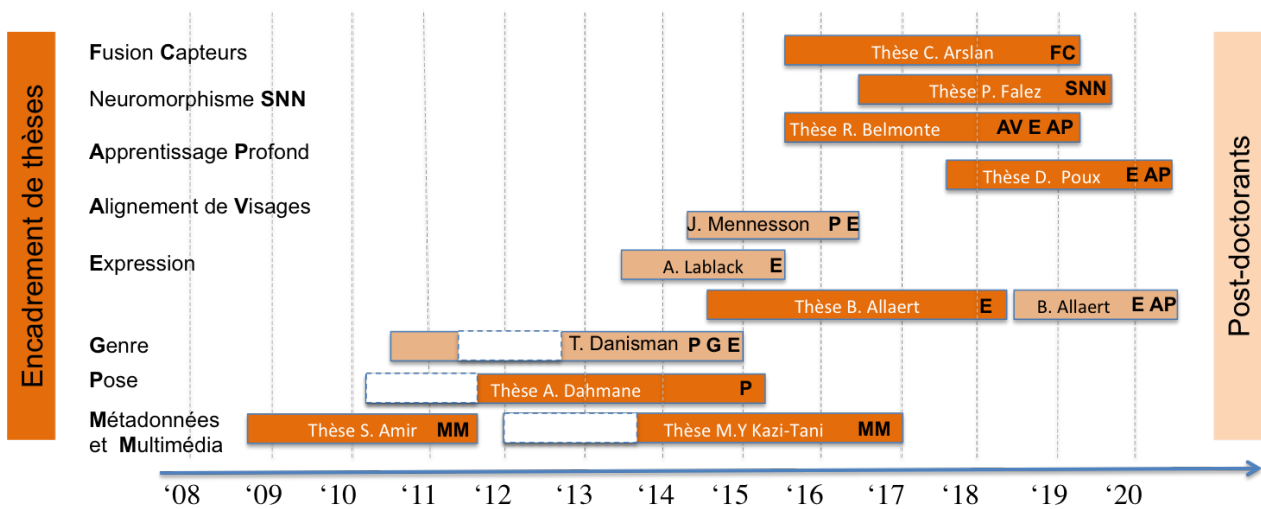 Encadrement de thèses
Fusion Capteurs
Neuromorphisme SNN
Apprentissage Profond
Alignement de Visages
Expression
Genre
Pose
Métadonnées
et Multimédia
Thèse C. Arslan FC
Thèse P. Falez SNN
Thèse R. Belmonte AV E AP
Thèse D. Poux E AP
J. Mennesson P E
A. Lablack E
Thèse B. Allaert E
B. Allaert E AP
T. Danisman P G E
Thèse A. Dahmane P
Thèse S. Amir MM
Thèse M.Y Kazi-Tani MM
Post-doctorants
‘08 ‘09 ‘10 ‘11 ‘12 ‘13 ‘14 ‘15 ‘16 ‘17 ‘18 ‘19 ‘20